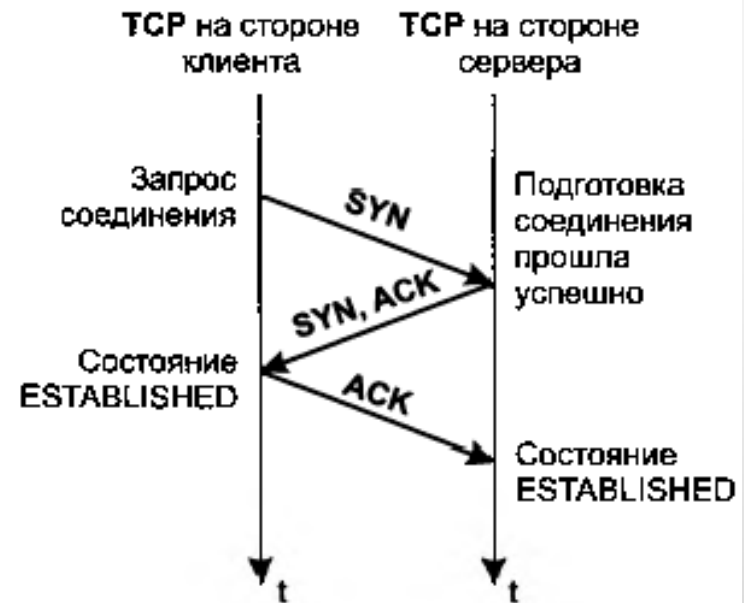 TCP на стороне
клиента
TCP на стороне
сервера
Запрос
соединения
SYN
Подготовка
соединения
прошла
успешно
SYN, ACK
Состояние
ESTABLISHED
ACK
Состояние
ESTABLISHED
t
t